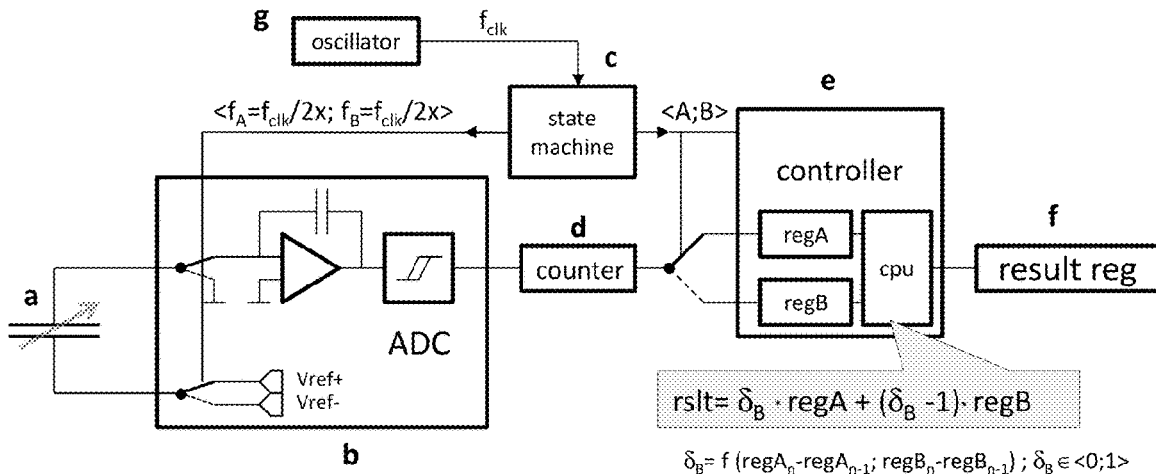 g
oscillator
f_clk
c
<f_A=f_clk/2x; f_B=f_clk/2x>
state
machine
<A;B>
e
controller
d
counter
regA
regB
cpu
f
result reg
a
ADC
Vref+
Vref-
b
rslt= δ_B · regA + (δ_B -1)· regB
δ_B= f (regA_n-regA_n-1; regB_n-regB_n-1) ; δ_B ∈ <0;1>